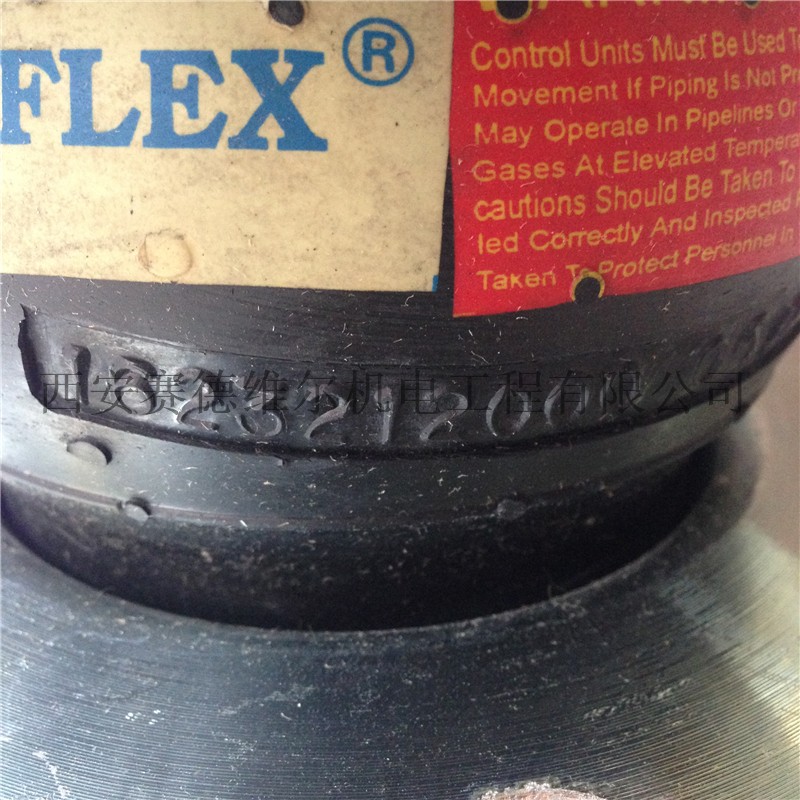 FLEX®
Control Units Must Be Used
Movement If Piping Is Not
May Operate In Pipelines Or
Gases At Elevated
cautions Should Be Taken To
led Correctly And Inspected
Taken To Protect Personnel In
西安赛德维尔机电工程有限公司